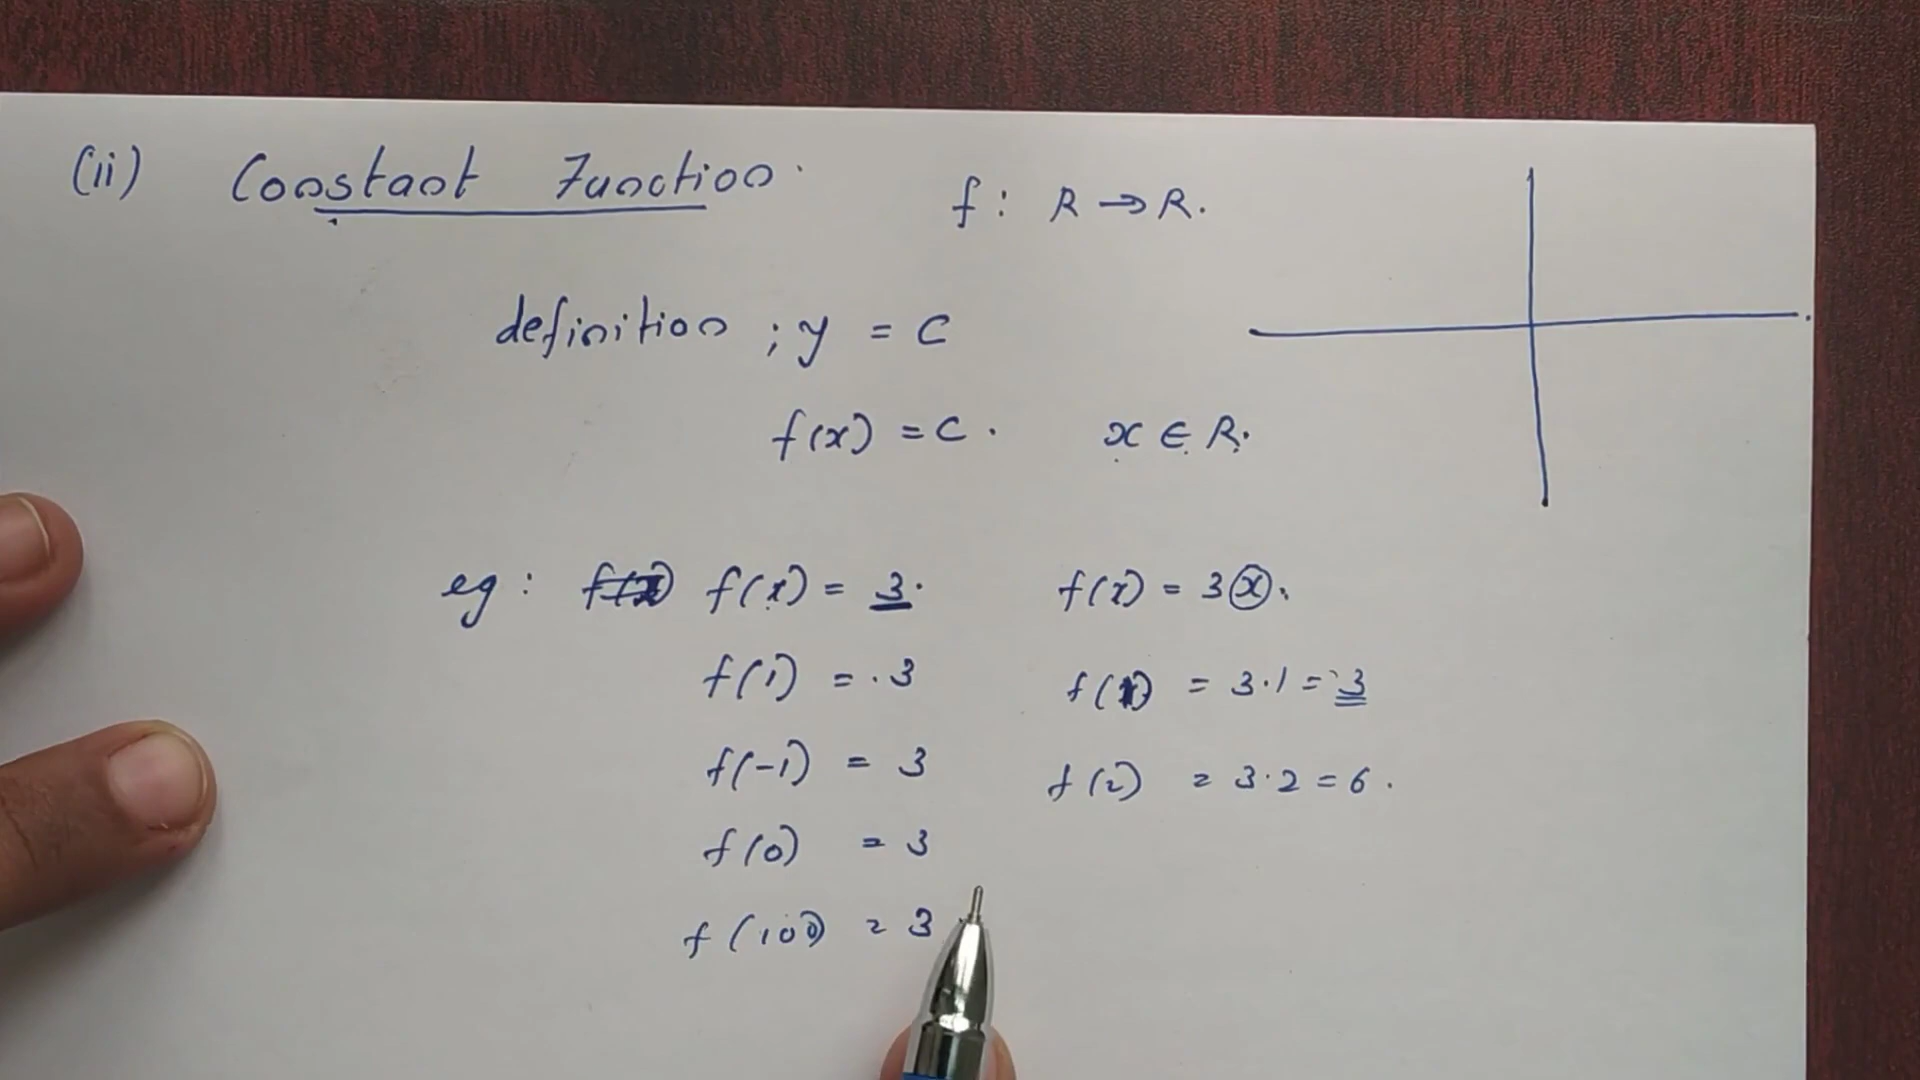 (ii) Constant Function. f : R → R.
definition ; y = C
f(x) = C. x ∈ R.
eg : f(x) = 3. f(x) = 3x.
f(1) = 3 f(1) = 3·1 = 3
f(-1) = 3 f(2) = 3·2 = 6.
f(0) = 3
f(100) = 3